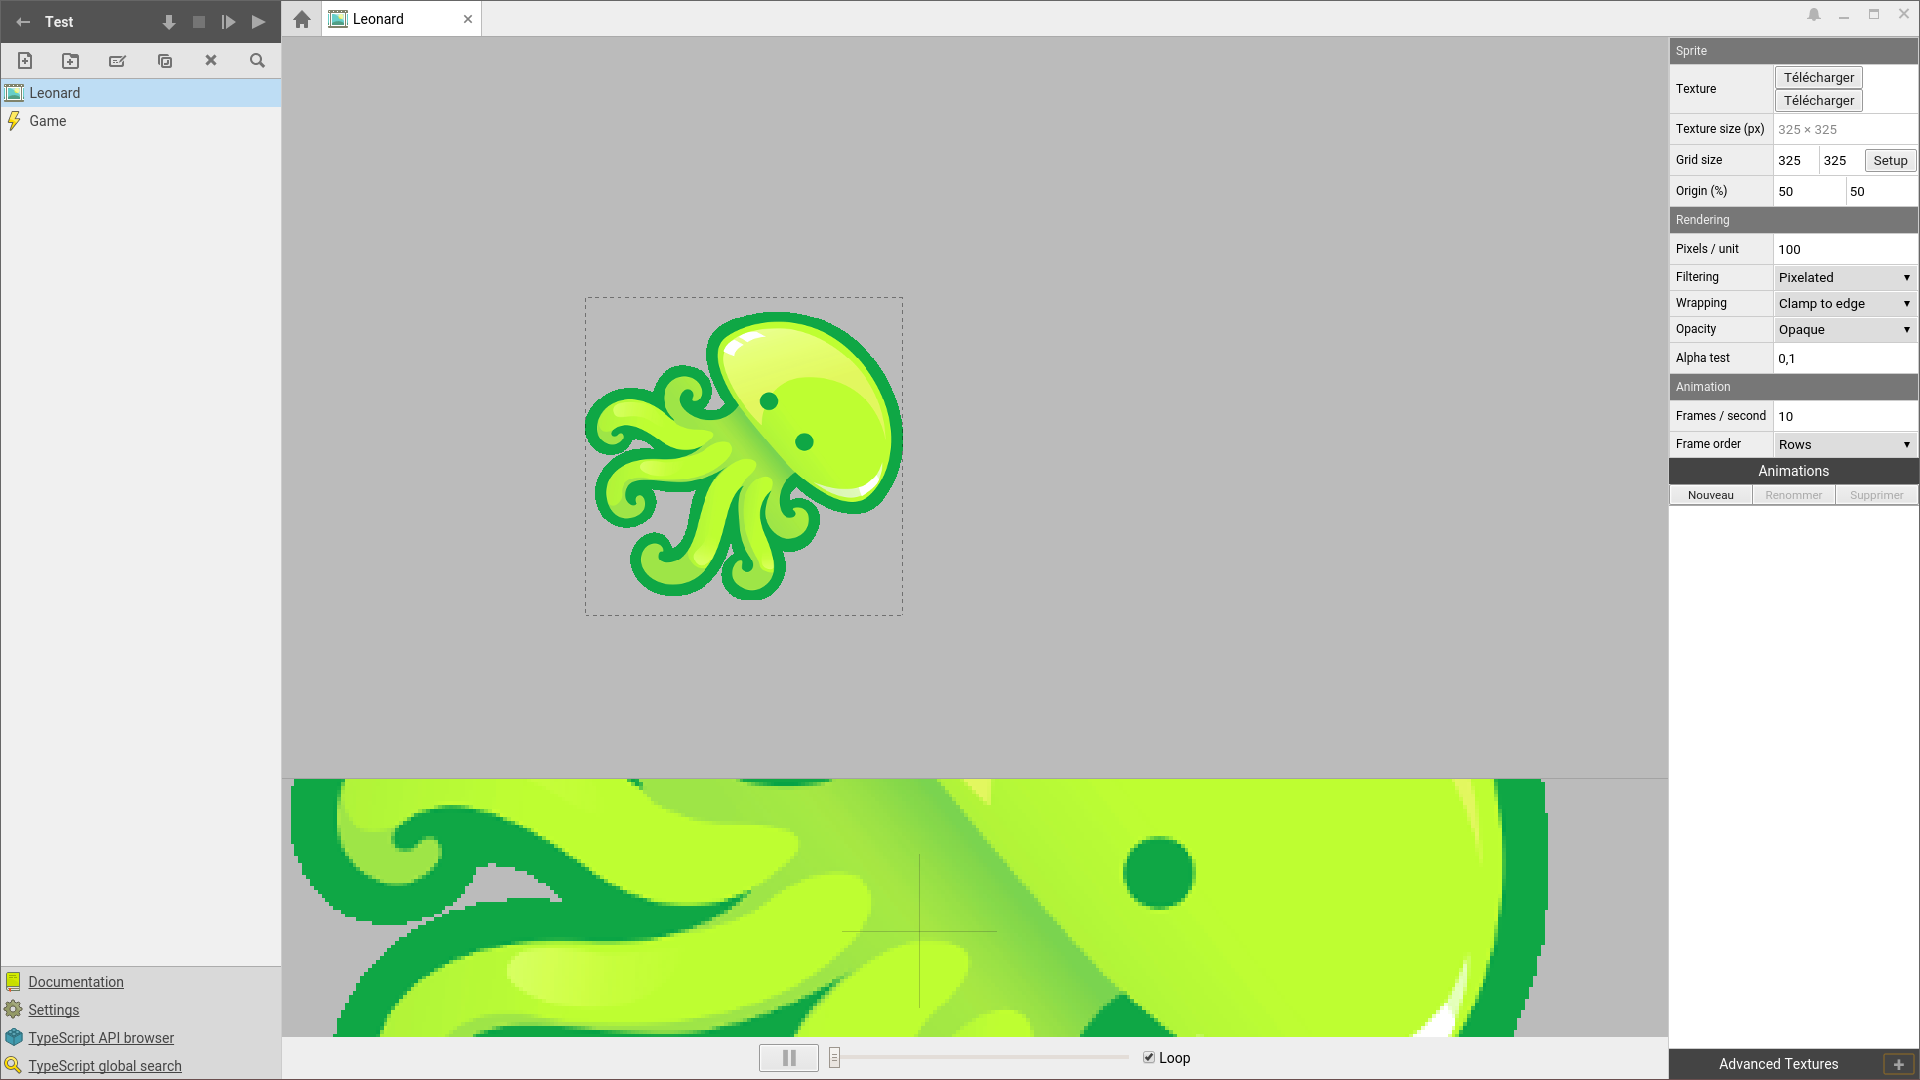 Test
Leonard
Leonard
Game
Documentation
Settings
TypeScript API browser
TypeScript global search
Loop
Sprite
Texture
Télécharger
Télécharger
Texture size (px) 325 × 325
Grid size 325 325 Setup
Origin (%) 50 50
Rendering
Pixels / unit 100
Filtering Pixelated
Wrapping Clamp to edge
Opacity Opaque
Alpha test 0,1
Animation
Frames / second 10
Frame order Rows
Animations
Nouveau Renommer Supprimer
Advanced Textures